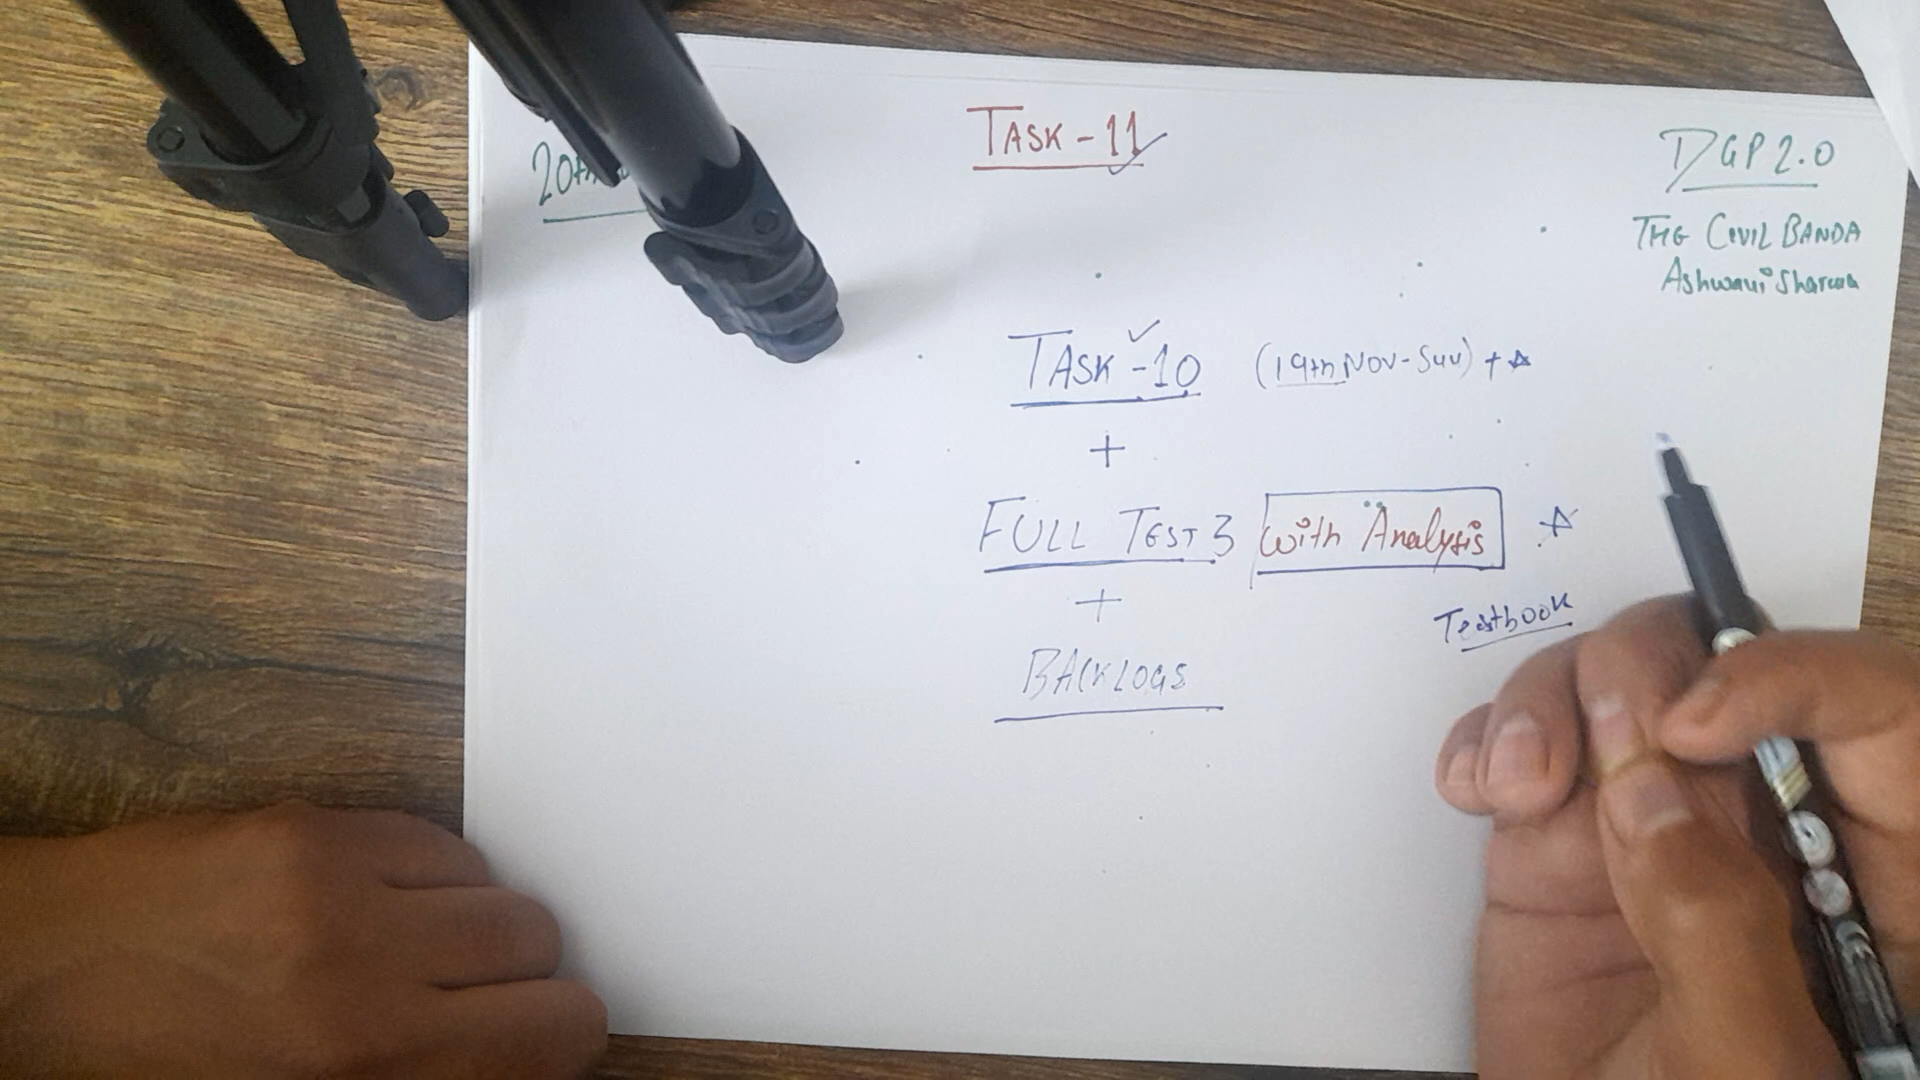 TASK-11
20th
DGP 2.0
THE CIVIL BANDA
Ashwani Sharma
TASK-10 (19th NOV-SUN) +
+
FULL TEST 3 with Analysis
+
Testbook
BACKLOGS